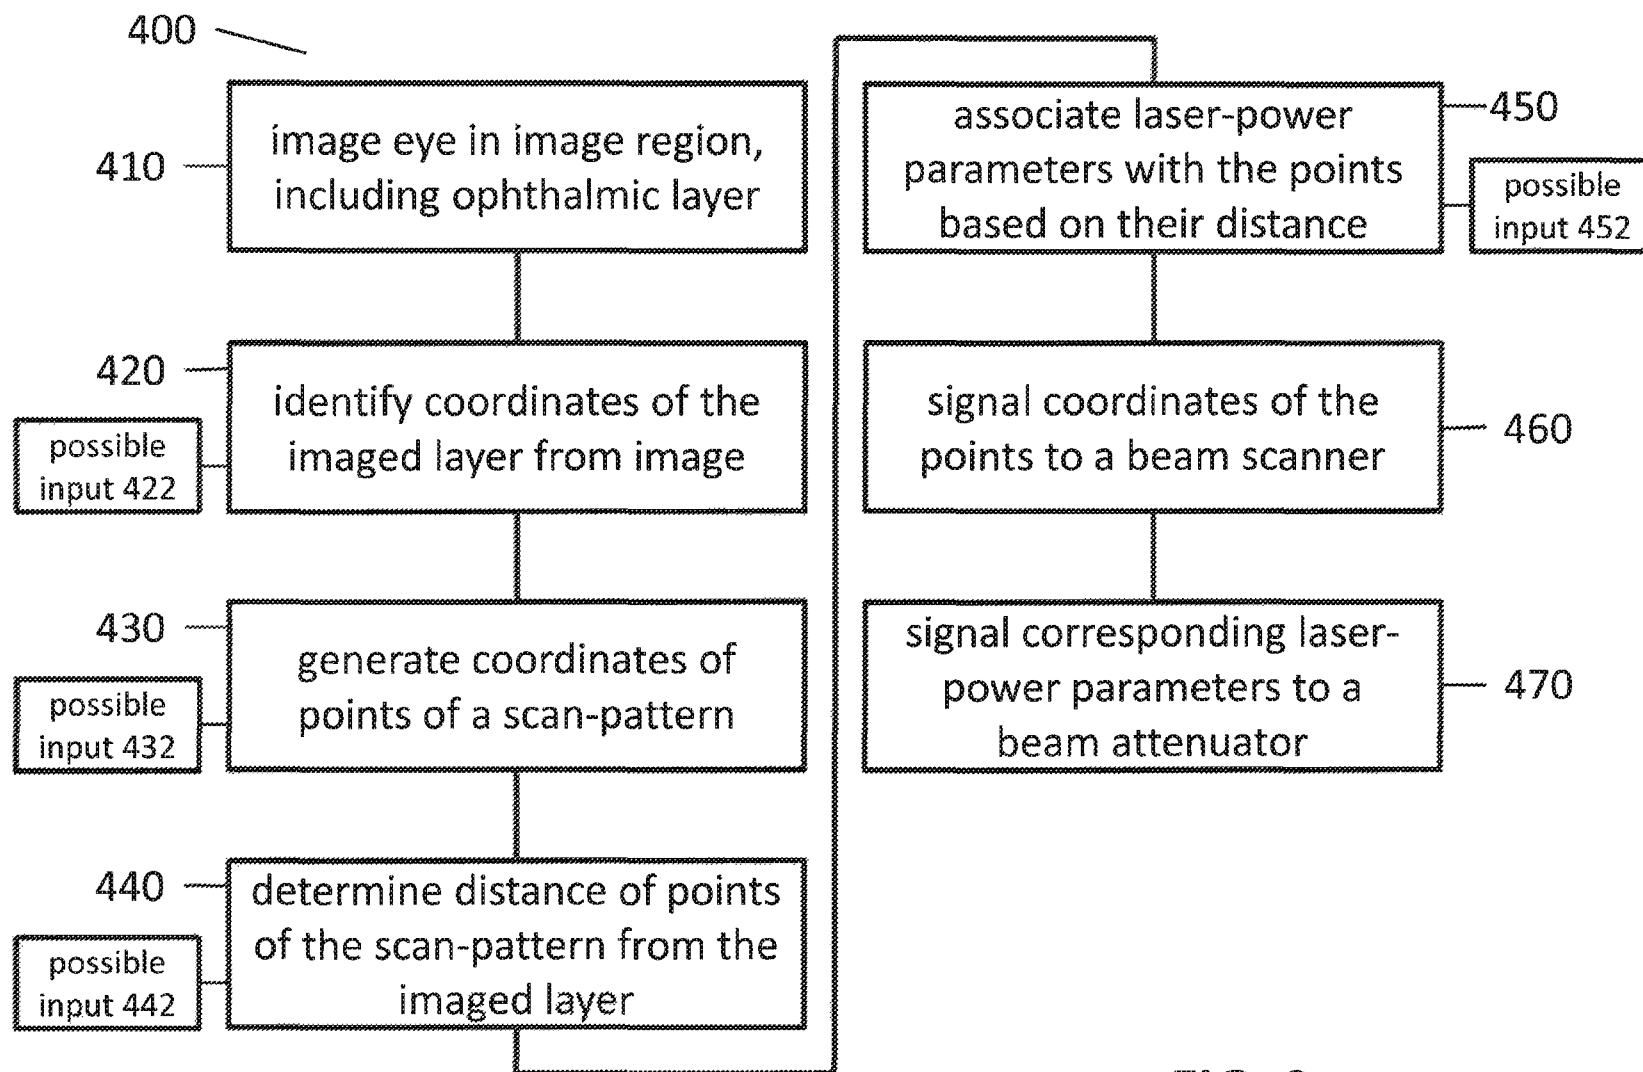 400
410
image eye in image region,
including ophthalmic layer
420
identify coordinates of the
imaged layer from image
possible
input 422
430
generate coordinates of
points of a scan-pattern
possible
input 432
440
determine distance of points
of the scan-pattern from the
imaged layer
possible
input 442
450
associate laser-power
parameters with the points
based on their distance
possible
input 452
signal coordinates of the
points to a beam scanner
460
signal corresponding laser-
power parameters to a
beam attenuator
470